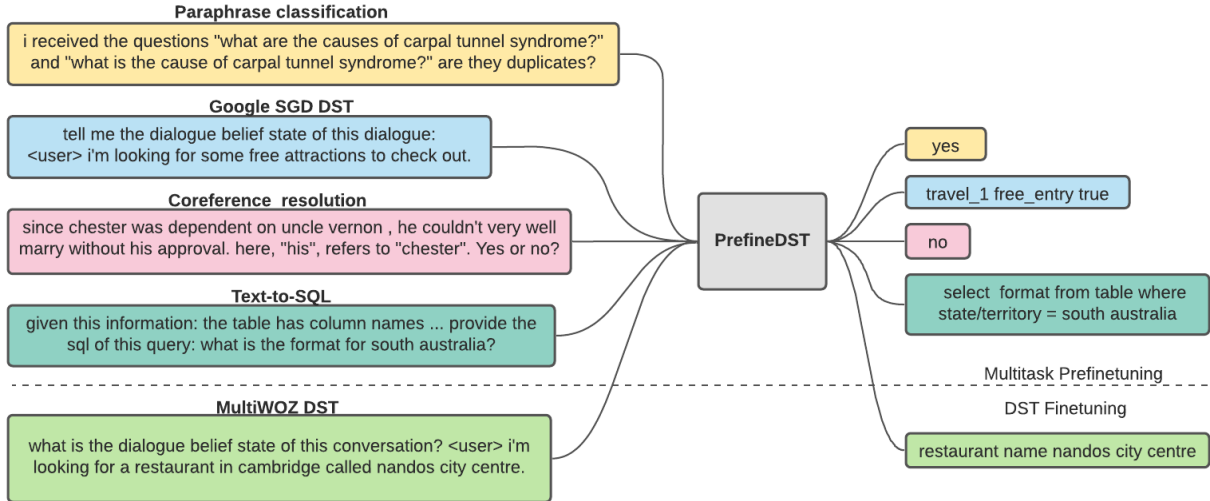 Paraphrase classification
i received the questions "what are the causes of carpal tunnel syndrome?"
and "what is the cause of carpal tunnel syndrome?" are they duplicates?
Google SGD DST
tell me the dialogue belief state of this dialogue:
<user> i'm looking for some free attractions to check out.
Coreference resolution
since chester was dependent on uncle vernon , he couldn't very well
marry without his approval. here, "his", refers to "chester". Yes or no?
Text-to-SQL
given this information: the table has column names ... provide the
sql of this query: what is the format for south australia?
MultiWOZ DST
what is the dialogue belief state of this conversation? <user> i'm
looking for a restaurant in cambridge called nandos city centre.
PrefineDST
yes
travel_1 free_entry true
no
select format from table where
state/territory = south australia
Multitask Prefinetuning
DST Finetuning
restaurant name nandos city centre